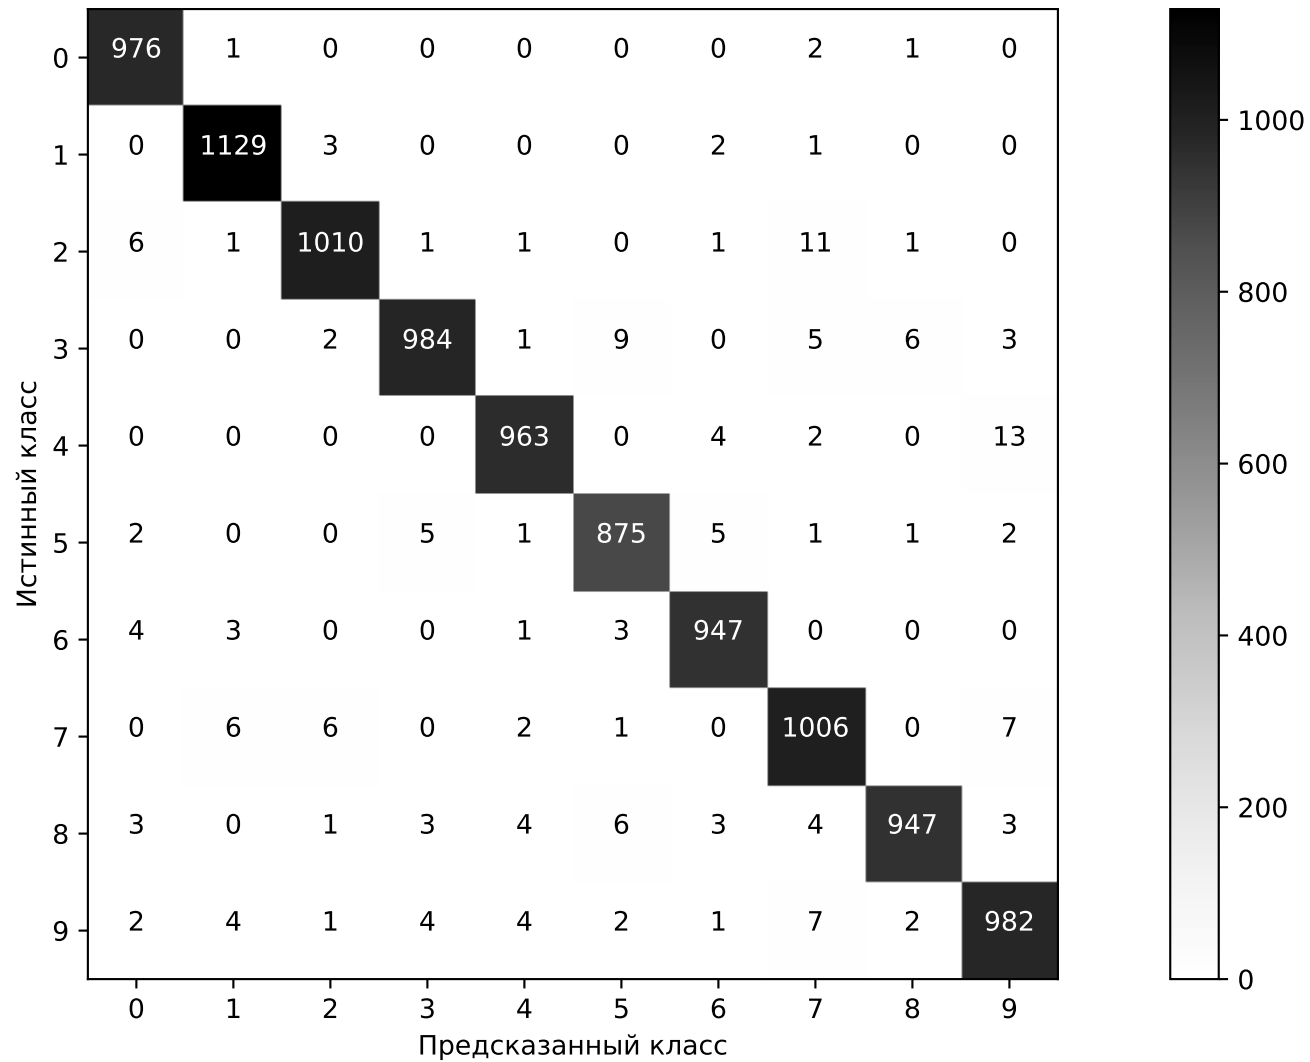 0 976 1 0 0 0 0 0 2 1 0
1 0 1129 3 0 0 0 2 1 0 0
2 6 1 1010 1 1 0 1 11 1 0
3 0 0 2 984 1 9 0 5 6 3
4 0 0 0 0 963 0 4 2 0 13
5 2 0 0 5 1 875 5 1 1 2
6 4 3 0 0 1 3 947 0 0 0
7 0 6 6 0 2 1 0 1006 0 7
8 3 0 1 3 4 6 3 4 947 3
9 2 4 1 4 4 2 1 7 2 982
0 1 2 3 4 5 6 7 8 9
Предсказанный класс
Истинный класс
1000
800
600
400
200
0